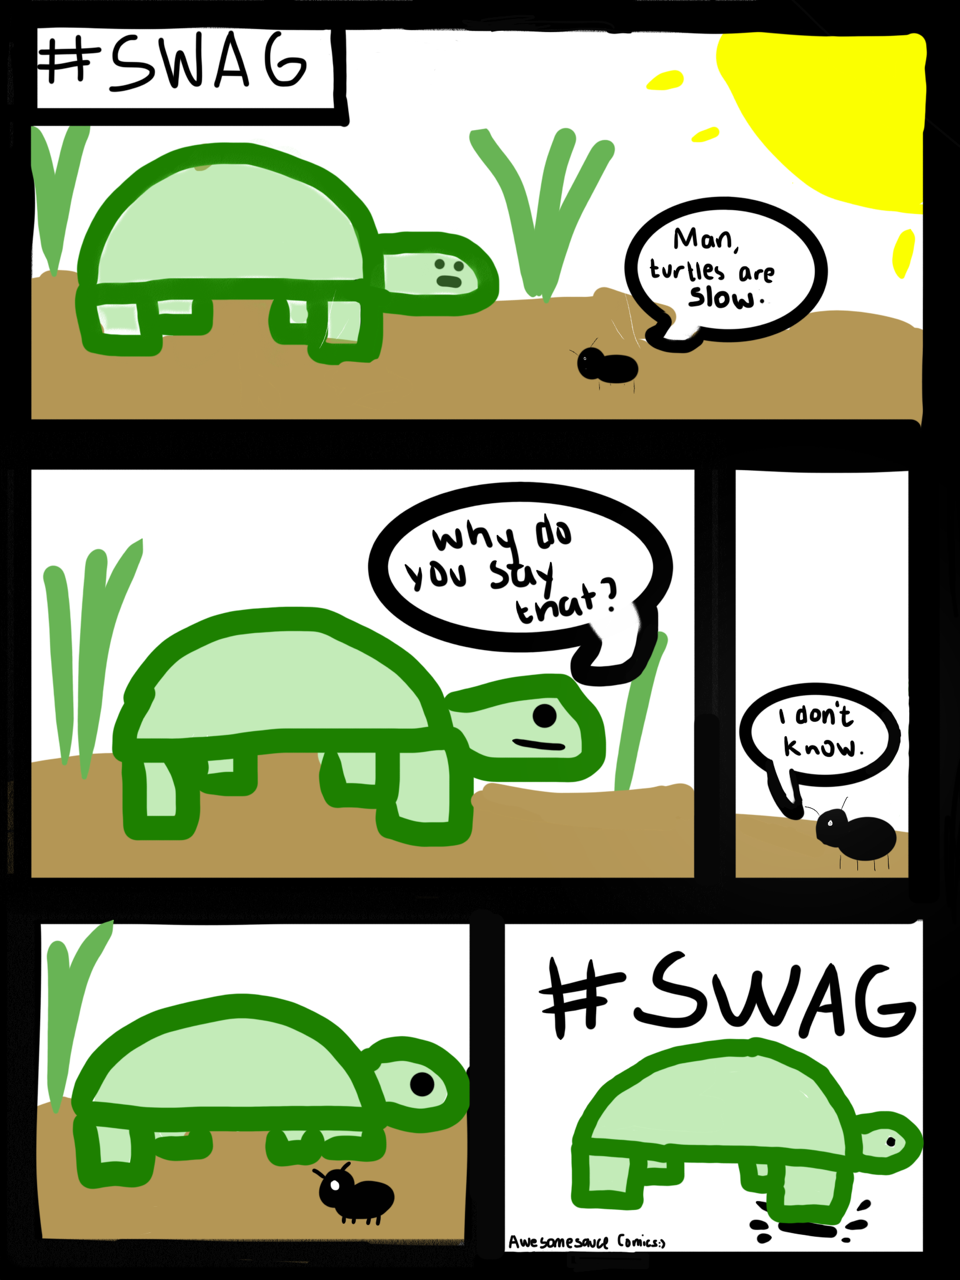 #SWAG
Man,
turtles are
slow.
why do
you say
that?
I don't
know.
#SWAG
Awesomesauce Comics:)